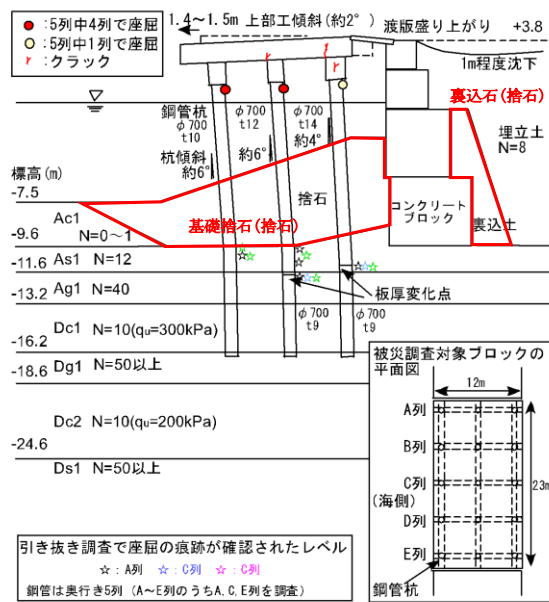 ● :5列中4列で座屈
○ :5列中1列で座屈
r :クラック
1.4～1.5m 上部工傾斜(約2°)
渡版盛り上がり +3.8
1m程度沈下
裏込石(捨石)
埋立土
N=8
鋼管杭
φ700
t10
φ700
t12
φ700
t14
杭傾斜
約6°
約6°
約4°
標高(m)
-7.5
Ac1
N=0～1
基礎捨石(捨石)
捨石
コンクリート
ブロック
裏込土
-9.6
As1 N=12
-11.6
Ag1 N=40
-13.2
板厚変化点
φ700
t9
φ700
t9
Dc1 N=10(qu=300kPa)
-16.2
Dg1 N=50以上
-18.6
Dc2 N=10(qu=200kPa)
-24.6
Ds1 N=50以上
被災調査対象ブロックの
平面図
12m
A列
B列
C列
(海側)
D列
E列
23m
鋼管杭
引き抜き調査で座屈の痕跡が確認されたレベル
☆ : A列 ☆ : C列 ☆ : C列
鋼管は奥行き5列 (A～E列のうちA,C,E列を調査)